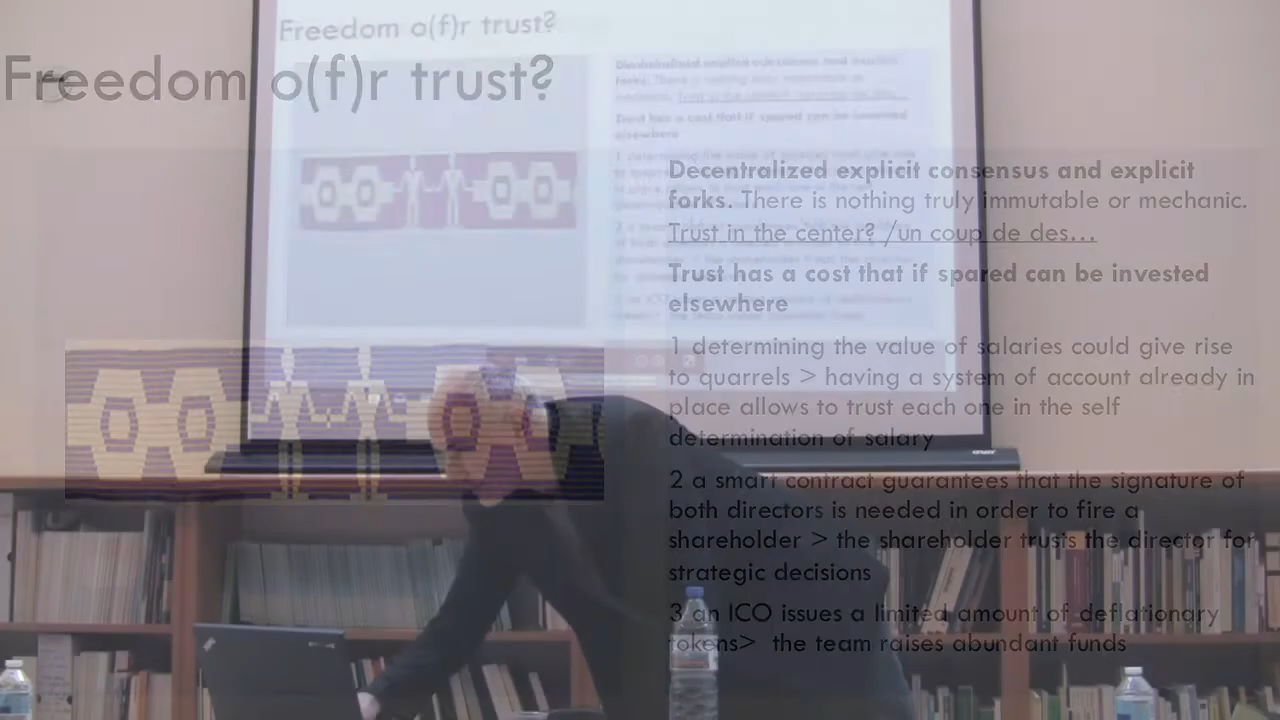 Freedom o(f)r trust?
Freedom o(f)r trust?
Decentralized explicit consensus and explicit
forks. There is nothing truly immutable or mechanic.
Trust in the center? /un coup de des…
Trust has a cost that if spared can be invested
elsewhere
1 determining the value of salaries could give rise
to quarrels > having a system of account already in
place allows to trust each one in the self
determination of salary
2 a smart contract guarantees that the signature of
both directors is needed in order to fire a
shareholder > the shareholder trusts the director for
strategic decisions
3 an ICO issues a limited amount of deflationary
tokens>  the team raises abundant funds